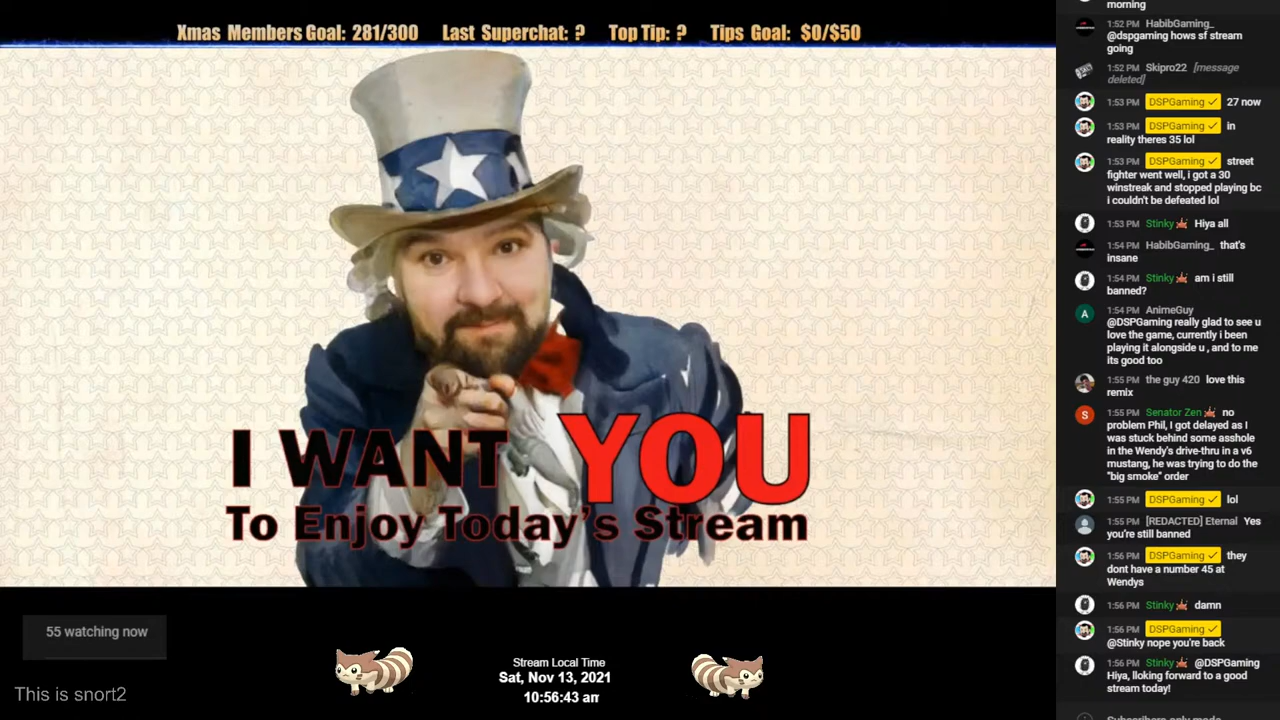 Xmas Members Goal: 281/300 Last Superchat: ? Top Tip: ? Tips Goal: $0/$50
I WANT YOU
To Enjoy Today's Stream
55 watching now
This is snort2
Stream Local Time
Sat, Nov 13, 2021
10:56:43 am
morning
1:52 PM HabibGaming_
@dspgaming hows sf stream
going
1:52 PM Skipro22 [message
deleted]
1:53 PM DSPGaming ✓ 27 now
1:53 PM DSPGaming ✓ in
reality theres 35 lol
1:53 PM DSPGaming ✓ street
fighter went well, i got a 30
winstreak and stopped playing bc
i couldn't be defeated lol
1:53 PM Stinky Hiya all
1:54 PM HabibGaming_ that's
insane
1:54 PM Stinky am i still
banned?
1:54 PM AnimeGuy
@DSPGaming really glad to see u
love the game, currently i been
playing it alongside u , and to me
its good too
1:55 PM the guy 420 love this
remix
1:55 PM Senator Zen no
problem Phil, I got delayed as I
was stuck behind some asshole
in the Wendy's drive-thru in a v6
mustang, he was trying to do the
"big smoke" order
1:55 PM DSPGaming ✓ lol
1:55 PM [REDACTED] Eternal Yes
you're still banned
1:56 PM DSPGaming ✓ they
dont have a number 45 at
Wendys
1:56 PM Stinky damn
1:56 PM DSPGaming ✓
@Stinky nope you're back
1:56 PM Stinky @DSPGaming
Hiya, lloking forward to a good
stream today!
Subscribers-only mode